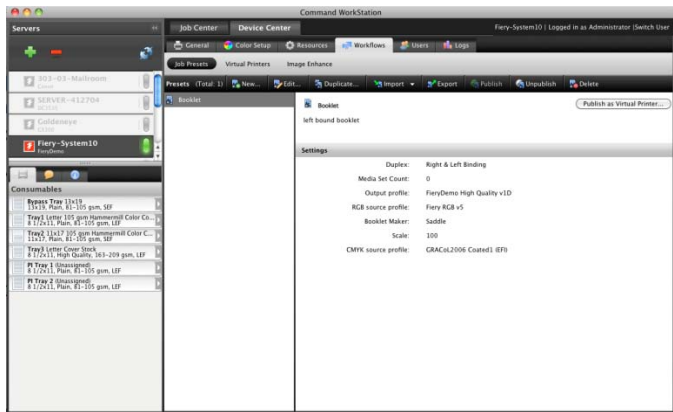 Command WorkStation
Servers
Job Center Device Center
Fiery-System10 | Logged in as Administrator |Switch User
General Color Setup Resources Workflows Users Logs
Job Presets Virtual Printers Image Enhance
Presets (Total: 1) New... Edit... Duplicate... Import Export Publish Unpublish Delete
303-03-Mailroom
SERVER-412704
Goldeneye
Fiery-System10
FieryDemo
Booklet
Booklet
Publish as Virtual Printer...
left bound booklet
Settings
Duplex: Right & Left Binding
Media Set Count: 0
Output profile: FieryDemo High Quality v1D
RGB source profile: Fiery RGB v5
Booklet Maker: Saddle
Scale: 100
CMYK source profile: GRACoL2006 Coated1 (EFI)
Consumables
Bypass Tray 13x19
13x19, Plain, 81-105 gsm, SEF
Tray1 Letter 105 gsm Hammermill Color Co...
8 1/2x11, Plain, 81-105 gsm, LEF
Tray2 11x17 105 gsm Hammermill Color C...
11x17, Plain, 81-105 gsm, SEF
Tray3 Letter Cover Stock
8 1/2x11, High Quality, 163-209 gsm, LEF
PI Tray 1 (Unassigned)
8 1/2x11, Plain, 81-105 gsm, LEF
PI Tray 2 (Unassigned)
8 1/2x11, Plain, 81-105 gsm, LEF